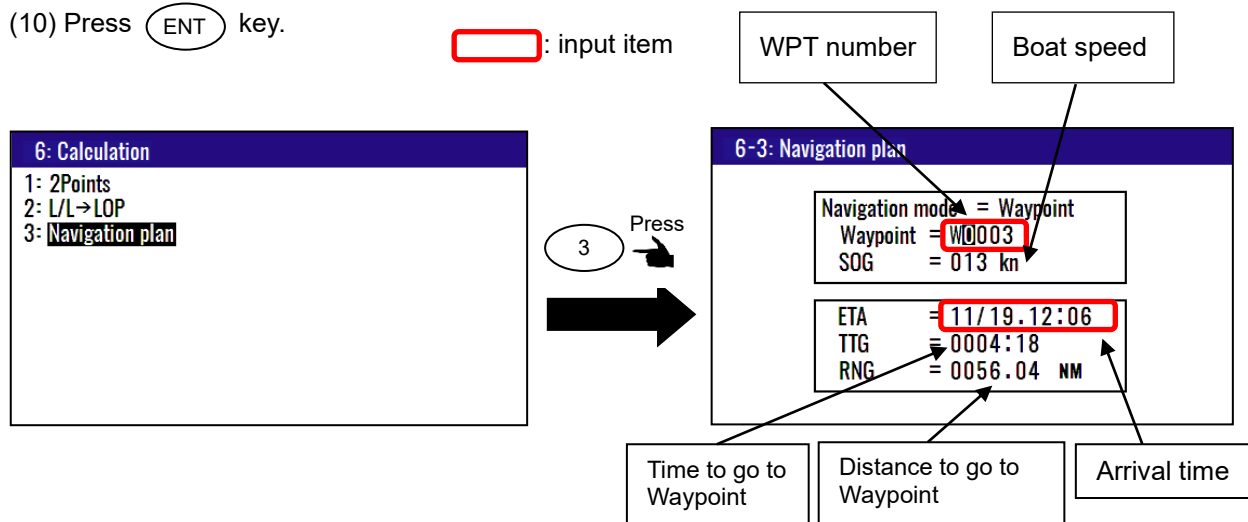 (10) Press ENT key.
: input item
WPT number
Boat speed
6: Calculation
1: 2Points
2: L/L→LOP
3: Navigation plan
3
Press
6-3: Navigation plan
Navigation mode = Waypoint
Waypoint = W0003
SOG = 013 kn
ETA = 11/19.12:06
TTG = 0004:18
RNG = 0056.04 NM
Time to go to
Waypoint
Distance to go to
Waypoint
Arrival time